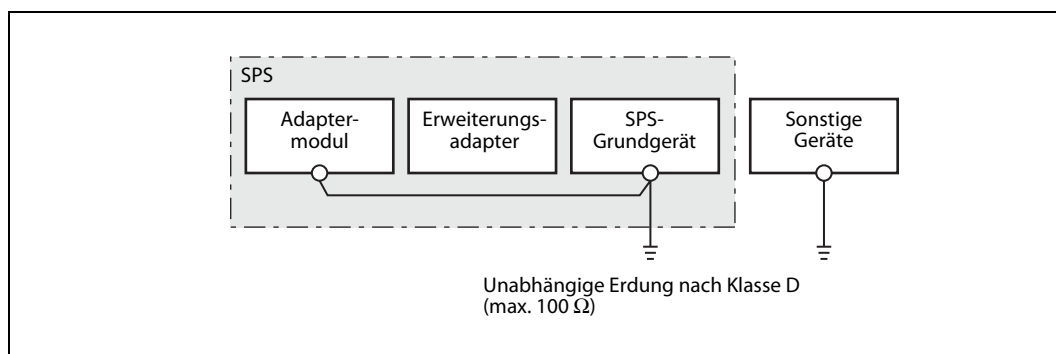 SPS
Adapter-
modul
Erweiterungs-
adapter
SPS-
Grundgerät
Sonstige
Geräte
Unabhängige Erdung nach Klasse D
(max. 100 Ω)